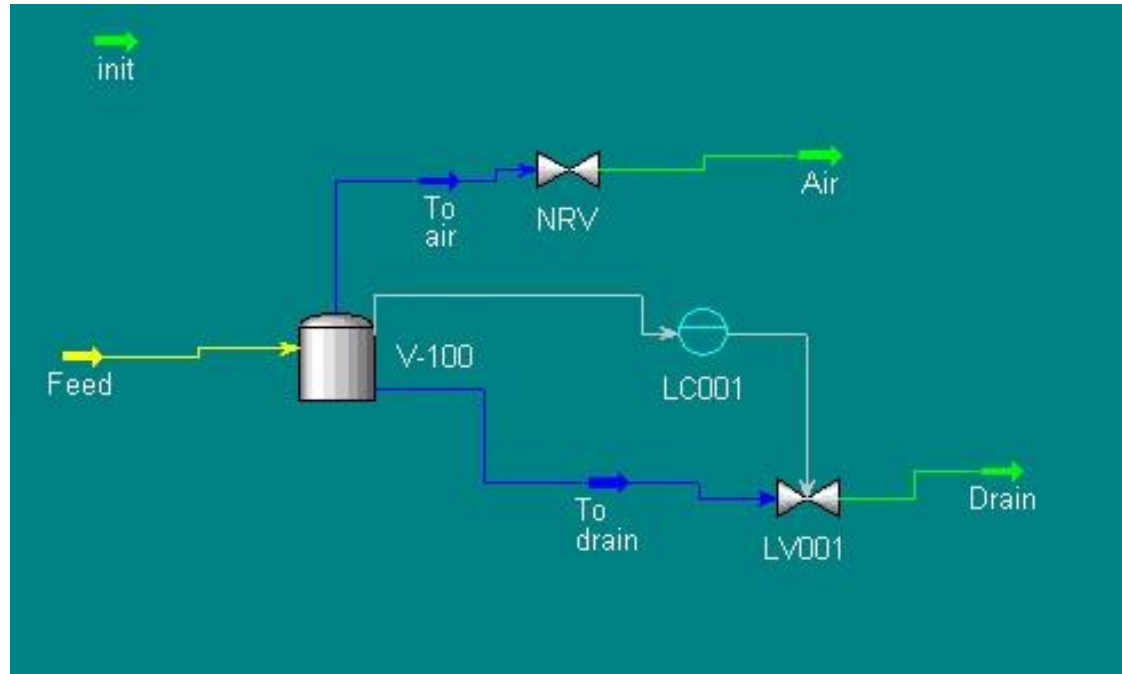 init
Air
To
air
NRV
V-100
Feed
LC001
Drain
To
drain
LV001